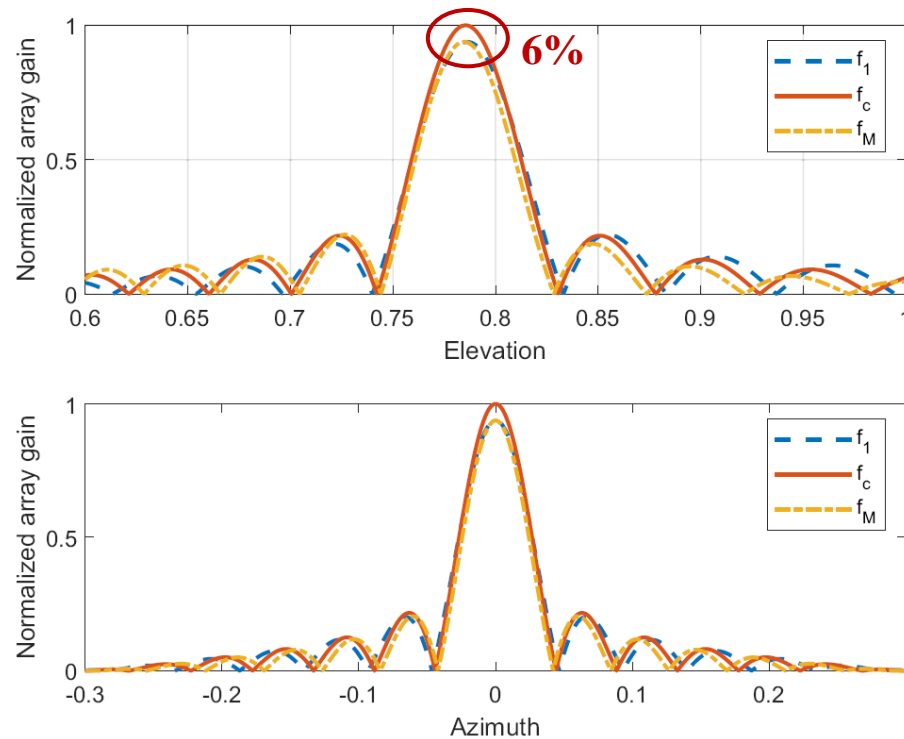 Normalized array gain
1
0.5
0
6%
f1
fc
fM
0.6 0.65 0.7 0.75 0.8 0.85 0.9 0.95 1
Elevation
Normalized array gain
1
0.5
0
f1
fc
fM
-0.3 -0.2 -0.1 0 0.1 0.2
Azimuth